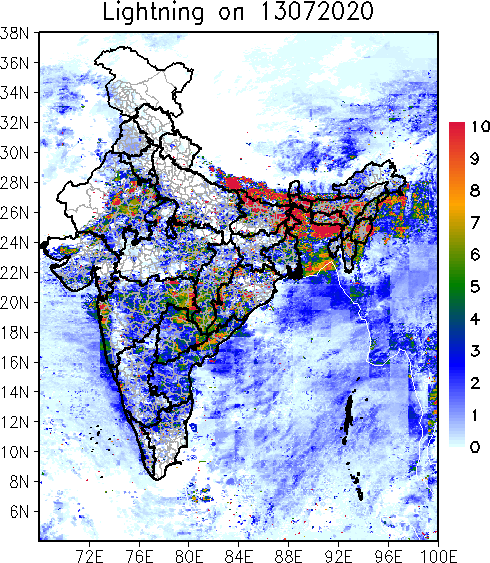 Lightning on 13072020
38N
36N
34N
32N
30N
28N
26N
24N
22N
20N
18N
16N
14N
12N
10N
8N
6N
10
9
8
7
6
5
4
3
2
1
0
72E 76E 80E 84E 88E 92E 96E 100E